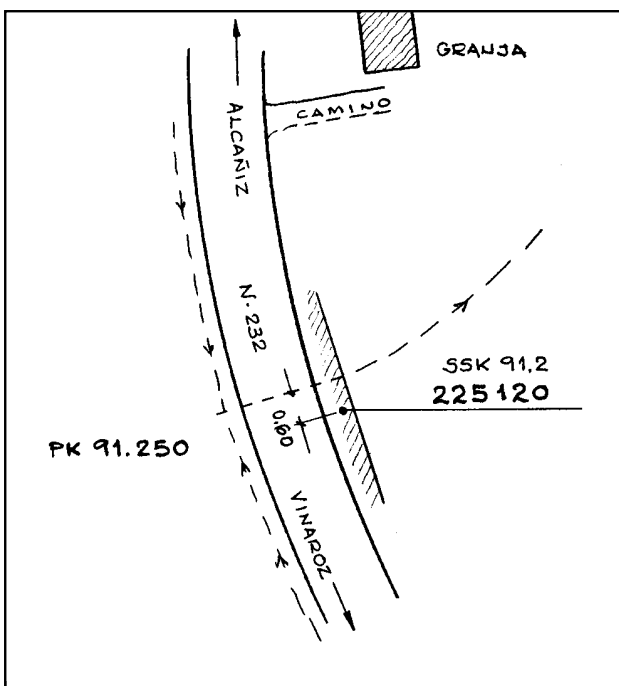 GRANJA
CAMINO
ALCAÑIZ
N-232
SSK 91,2
225120
0.60
PK 91.250
VINAROZ